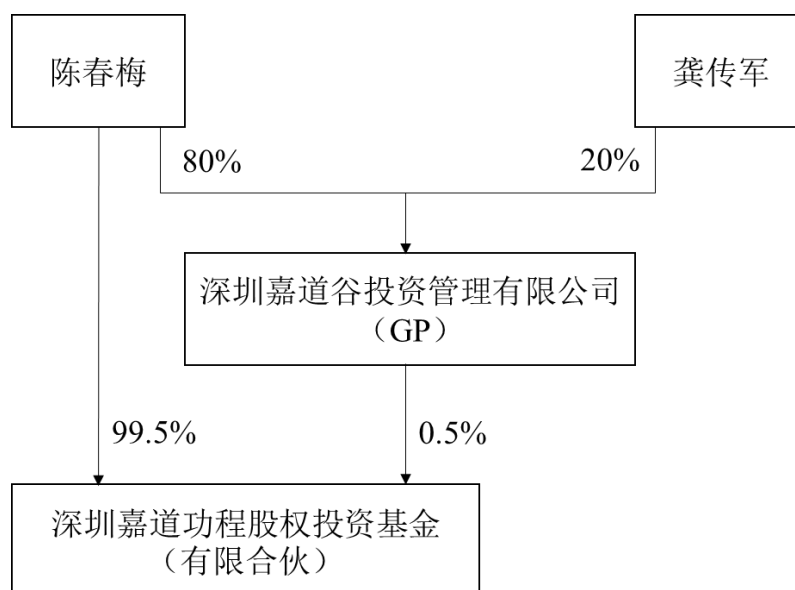 陈春梅
龚传军
80%
20%
深圳嘉道谷投资管理有限公司
（GP）
99.5%
0.5%
深圳嘉道功程股权投资基金
（有限合伙）